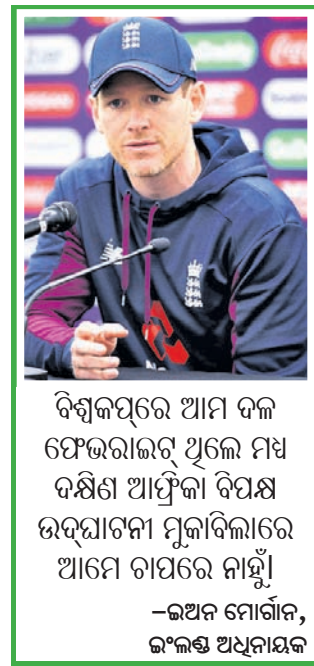 ବିଶ୍ୱକପ୍‌ରେ ଆମ ଦଳ
ଫେଭରାଇଟ୍ ଥିଲେ ମଧ୍ୟ
ଦକ୍ଷିଣ ଆଫ୍ରିକା ବିପକ୍ଷ
ଉଦ୍‌ଘାଟନୀ ମୁକାବିଲାରେ
ଆମେ ଚାପରେ ନାହୁଁ।
–ଇଅନ ମୋର୍ଗାନ,
ଇଂଲଣ୍ଡ ଅଧିନାୟକ